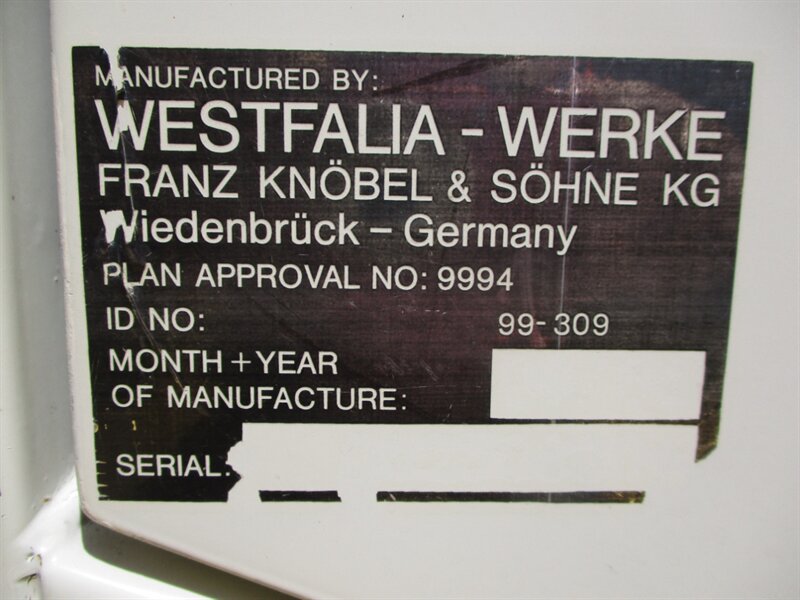 MANUFACTURED BY:
WESTFALIA - WERKE
FRANZ KNÖBEL & SÖHNE KG
Wiedenbrück - Germany
PLAN APPROVAL NO: 9994
ID NO: 99-309
MONTH + YEAR
OF MANUFACTURE:
SERIAL: